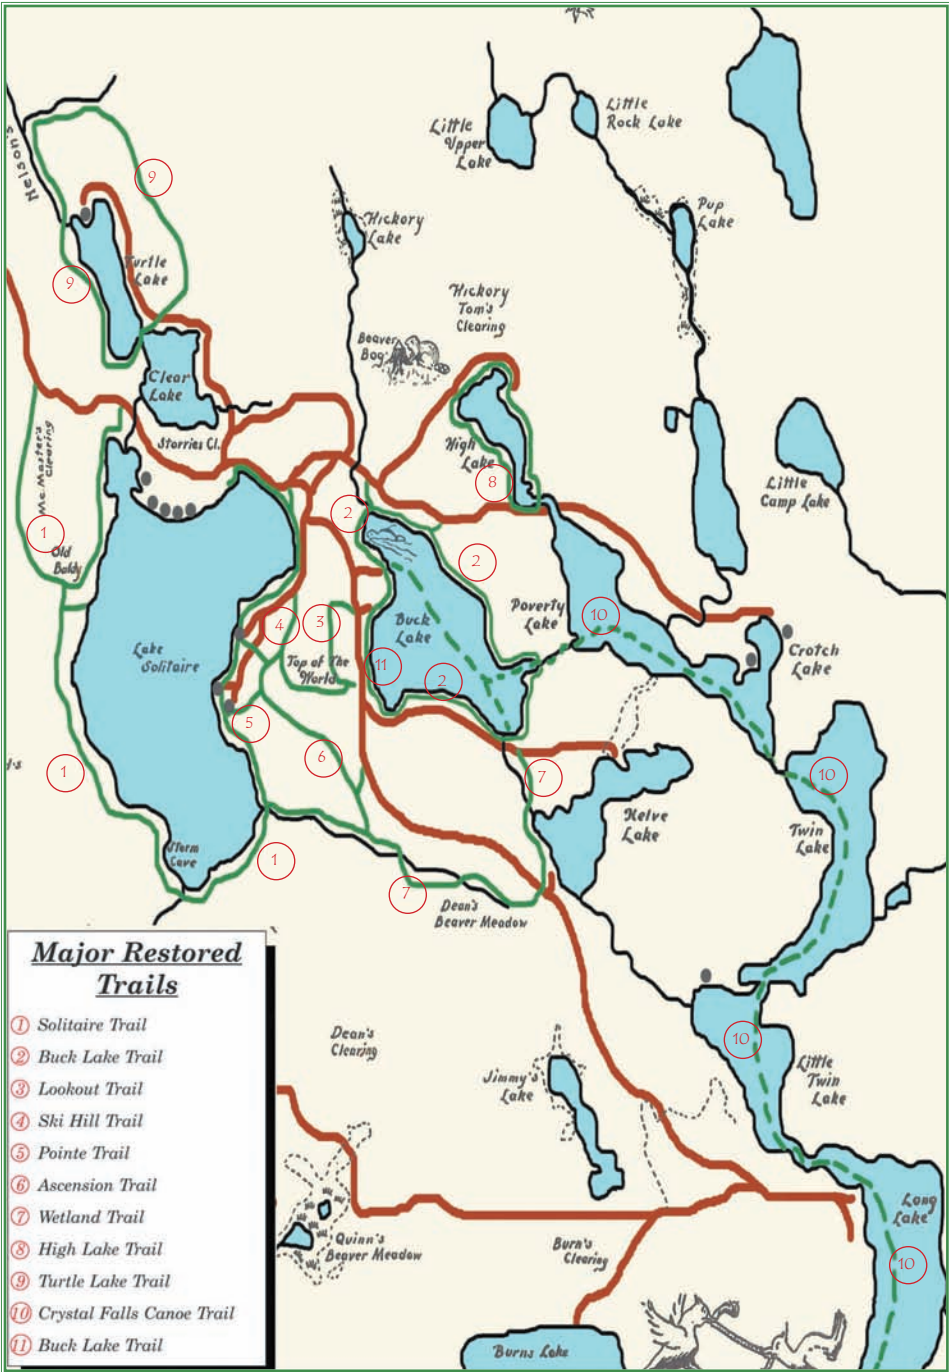 Little
Rock Lake
Little
Upper
Lake
Nelson's
9
Pup
Lake
Hickory
Lake
Turtle
Lake
9
Hickory
Tom's
Clearing
Beaver
Bog
Clear
Lake
Storries Cl.
McMaster's
Clearing
High
Lake
8
Little
Camp Lake
2
1
Old
Baldy
2
Poverty
Lake
10
Buck
Lake
4
3
Crotch
Lake
Lake
Solitaire
Top of The
World
11
2
5
6
1
7
10
Kelve
Lake
Twin
Lake
Storm
Cove
1
7
Dean's
Beaver Meadow
Major Restored
Trails
1 Solitaire Trail
2 Buck Lake Trail
3 Lookout Trail
4 Ski Hill Trail
5 Pointe Trail
6 Ascension Trail
7 Wetland Trail
8 High Lake Trail
9 Turtle Lake Trail
10 Crystal Falls Canoe Trail
11 Buck Lake Trail
Dean's
Clearing
10
Jimmy's
Lake
Little
Twin
Lake
Long
Lake
Quinn's
Beaver Meadow
Burn's
Clearing
10
Burns Lake